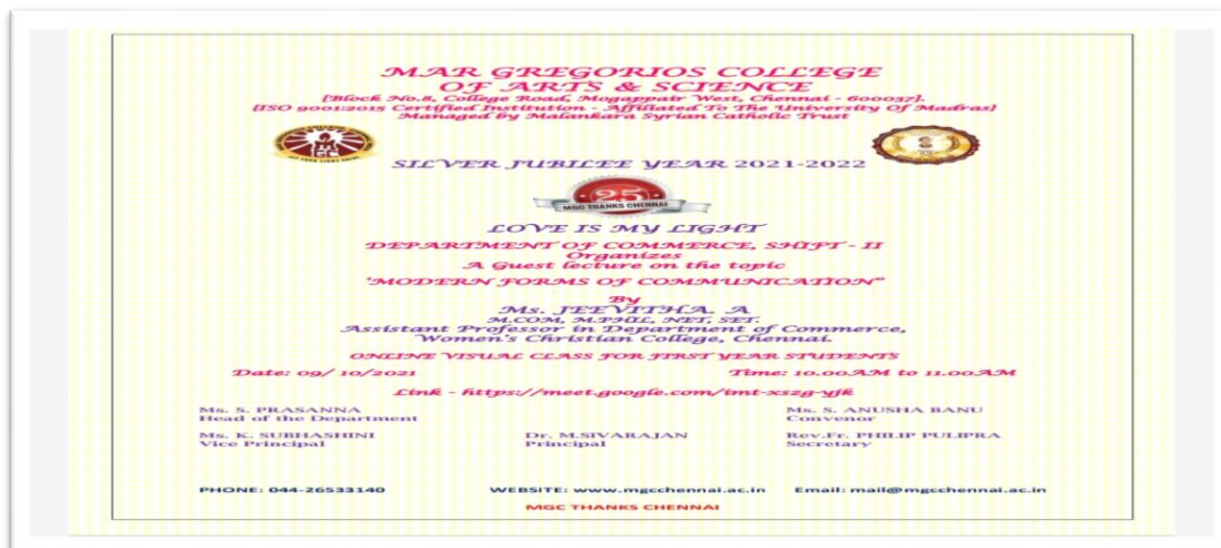 MAR GREGORIOS COLLEGE
OF ARTS & SCIENCE
[Block No.8, College Road, Mogappair West, Chennai - 600037].
[ISO 9001:2015 Certified Institution - Affiliated To The University Of Madras]
Managed by Malankara Syrian Catholic Trust
SILVER JUBILEE YEAR 2021-2022
25
MGC THANKS CHENNAI
LOVE IS MY LIGHT
DEPARTMENT OF COMMERCE, SHIFT - II
Organizes
A Guest lecture on the topic
"MODERN FORMS OF COMMUNICATION"
By
Ms. JEEVITHA. A
M.COM, M.PHIL, NET, SET.
Assistant Professor in Department of Commerce,
Women's Christian College, Chennai.
ONLINE VISUAL CLASS FOR FIRST YEAR STUDENTS
Date: 09/ 10/2021 Time: 10.00AM to 11.00AM
Link - https://meet.google.com/imt-xszg-yjk
Ms. S. PRASANNA Ms. S. ANUSHA BANU
Head of the Department Convenor
Ms. K. SUBHASHINI Dr. M.SIVARAJAN Rev.Fr. PHILIP PULIPRA
Vice Principal Principal Secretary
PHONE: 044-26533140 WEBSITE: www.mgcchennai.ac.in Email: mail@mgcchennai.ac.in
MGC THANKS CHENNAI